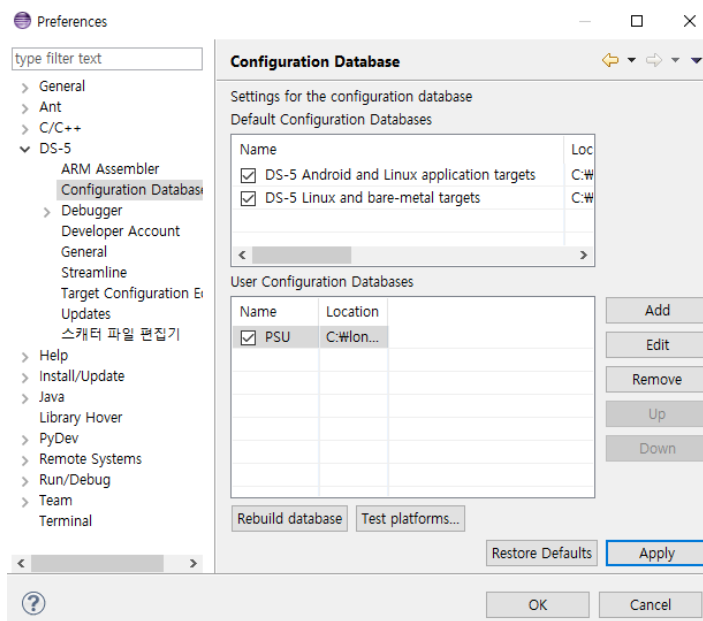 Preferences
type filter text
General
Ant
C/C++
DS-5
ARM Assembler
Configuration Databas
Debugger
Developer Account
General
Streamline
Target Configuration E
Updates
스캐터 파일 편집기
Help
Install/Update
Java
Library Hover
PyDev
Remote Systems
Run/Debug
Team
Terminal
Configuration Database
Settings for the configuration database
Default Configuration Databases
Name Loc
DS-5 Android and Linux application targets C:₩
DS-5 Linux and bare-metal targets C:₩
User Configuration Databases
Name Location
PSU C:₩lon...
Add
Edit
Remove
Up
Down
Rebuild database Test platforms...
Restore Defaults Apply
OK Cancel